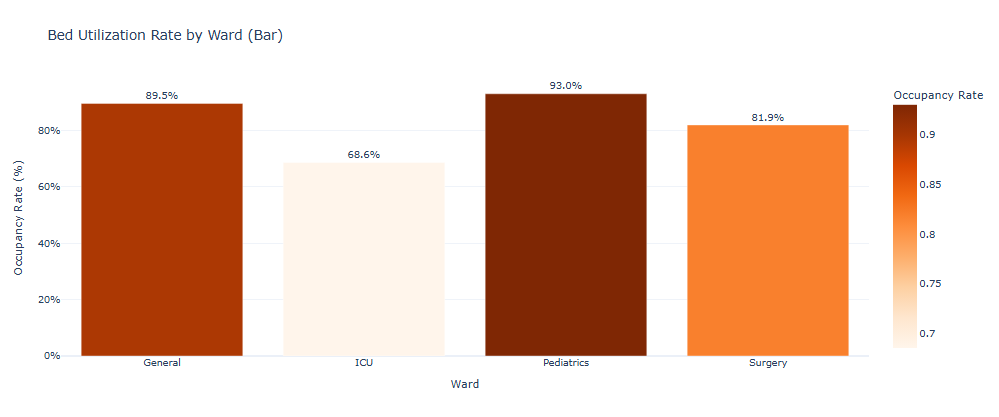 Bed Utilization Rate by Ward (Bar)
Occupancy Rate (%)
80%
60%
40%
20%
0%
89.5%
68.6%
93.0%
81.9%
General
ICU
Pediatrics
Surgery
Ward
Occupancy Rate
0.9
0.85
0.8
0.75
0.7